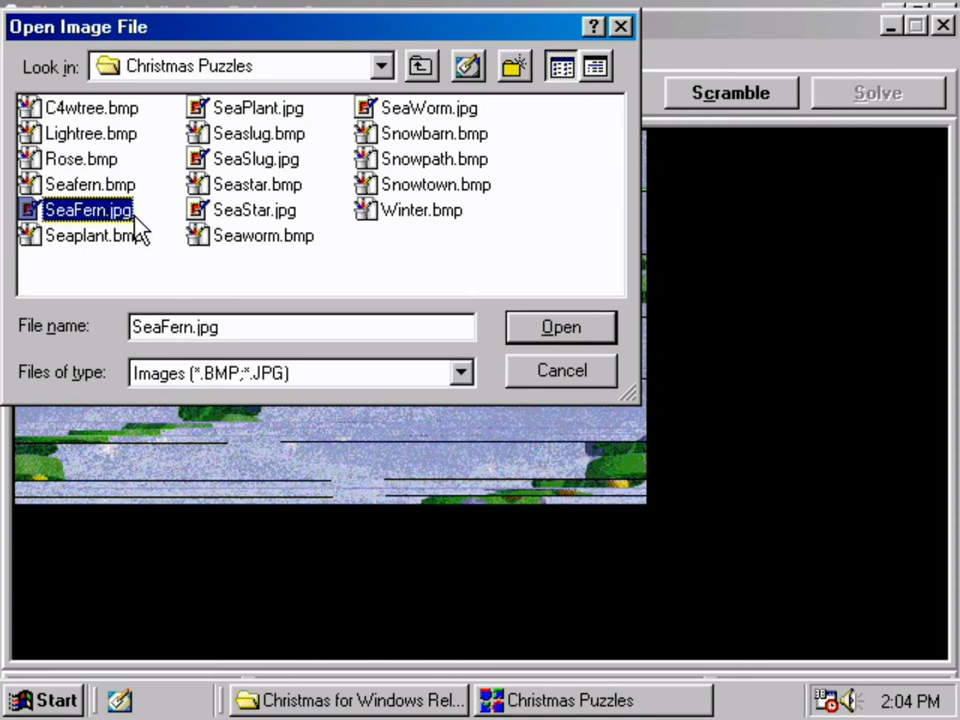 Open Image File
Look in: Christmas Puzzles
C4wtree.bmp SeaPlant.jpg SeaWorm.jpg
Lightree.bmp Seaslug.bmp Snowbarn.bmp
Rose.bmp SeaSlug.jpg Snowpath.bmp
Seafern.bmp Seastar.bmp Snowtown.bmp
SeaFern.jpg SeaStar.jpg Winter.bmp
Seaplant.bmp Seaworm.bmp
File name: SeaFern.jpg Open
Files of type: Images (*.BMP;*.JPG) Cancel
Scramble Solve
Start Christmas for Windows Rel... Christmas Puzzles 2:04 PM